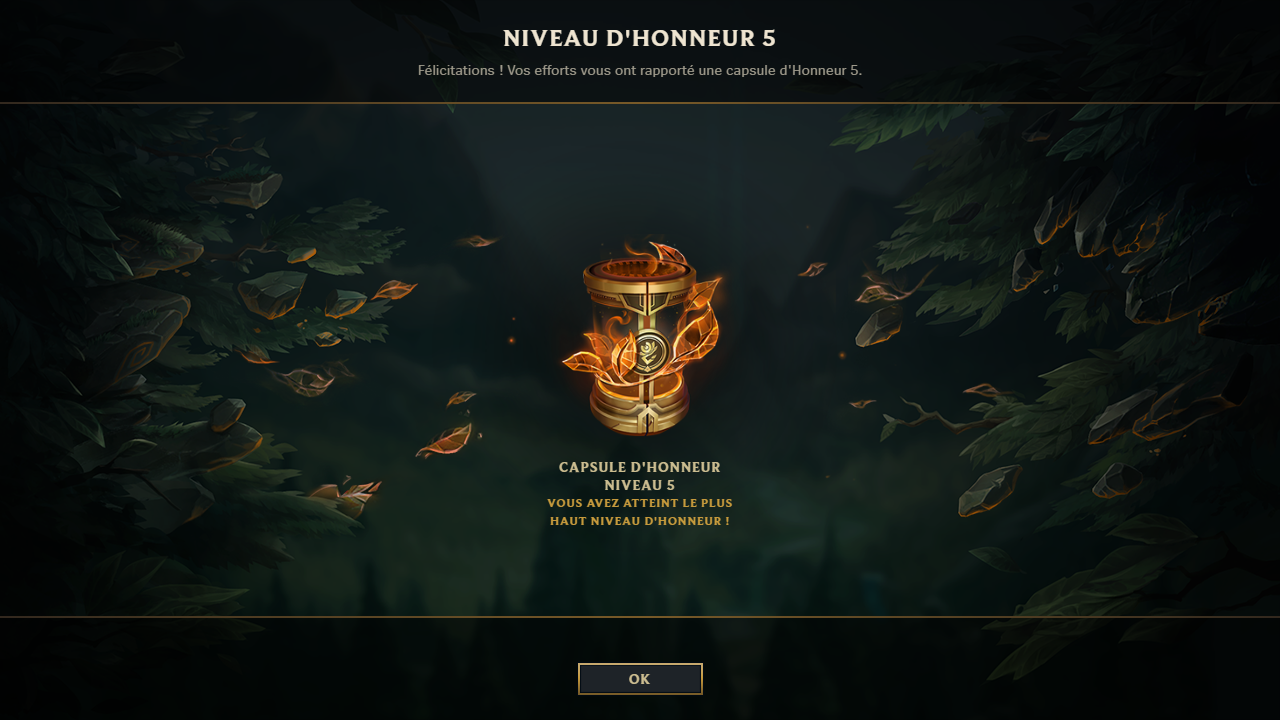 NIVEAU D'HONNEUR 5
Félicitations ! Vos efforts vous ont rapporté une capsule d'Honneur 5.
CAPSULE D'HONNEUR
NIVEAU 5
VOUS AVEZ ATTEINT LE PLUS
HAUT NIVEAU D'HONNEUR !
OK